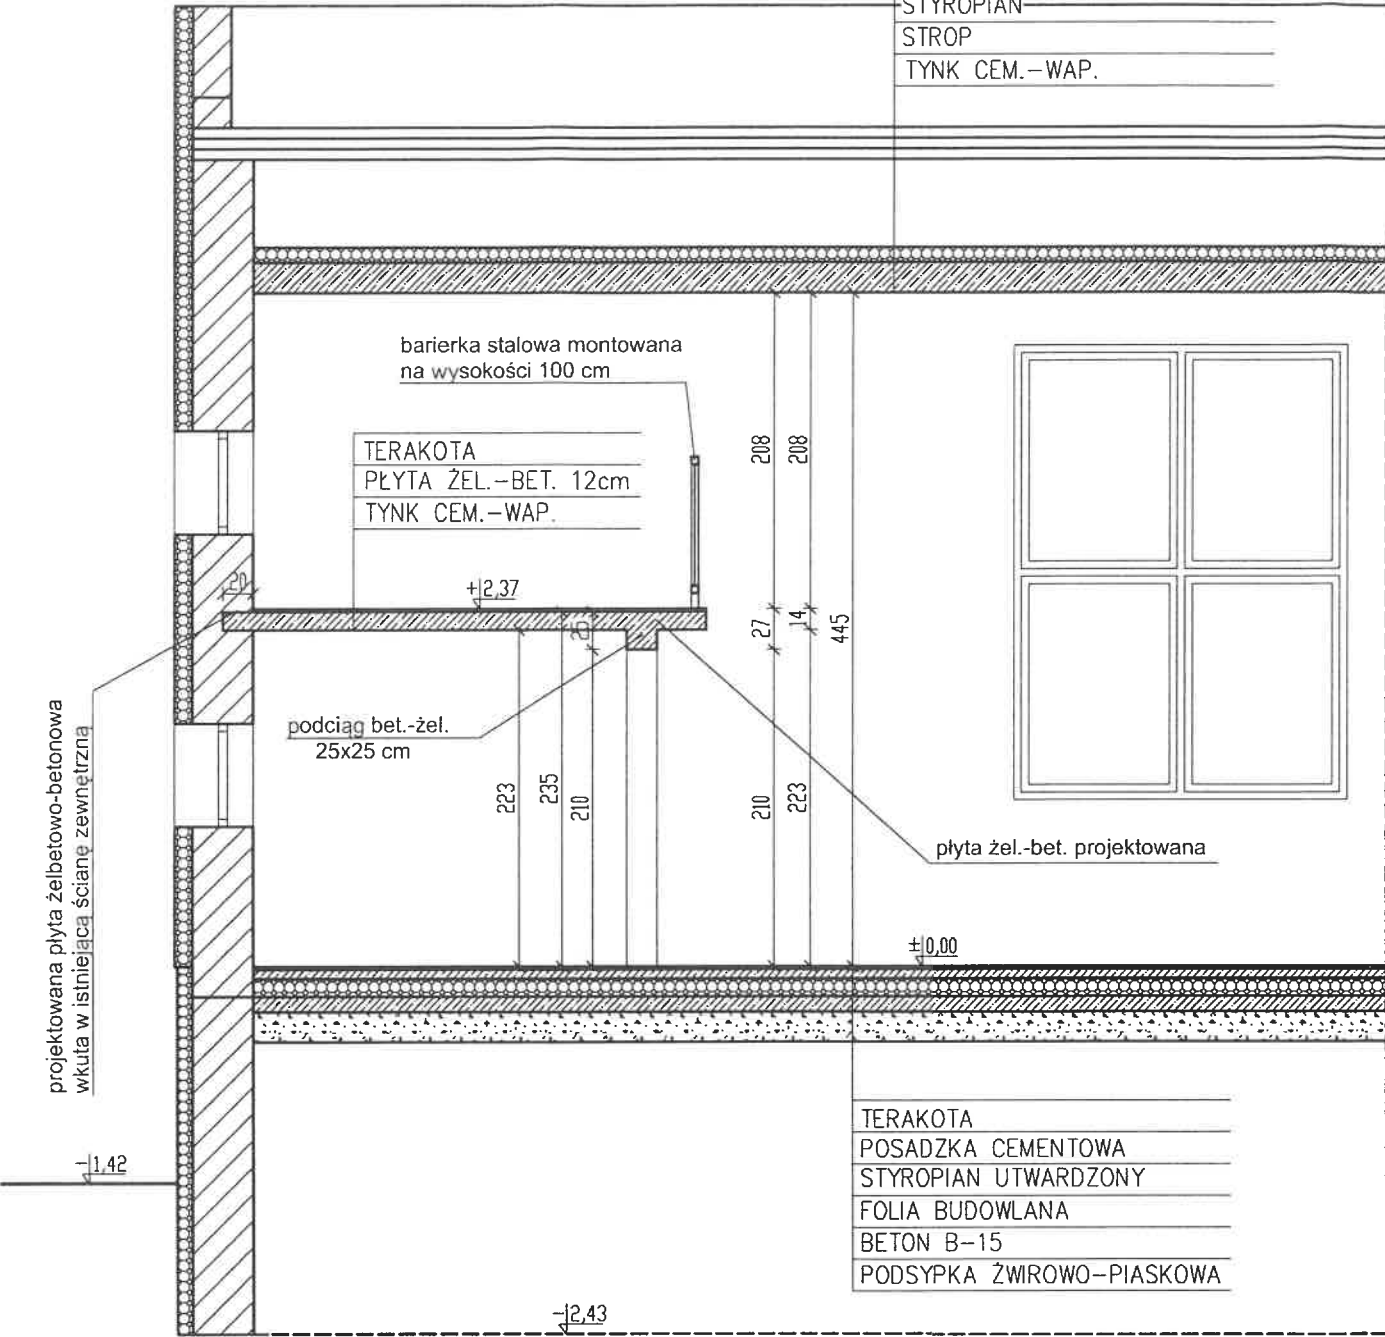 STYROPIAN
STROP
TYNK CEM.-WAP.
barierka stalowa montowana
na wysokości 100 cm
TERAKOTA
PŁYTA ŻEL.-BET. 12cm
TYNK CEM.-WAP.
208
208
20
+2,37
27
14
445
podciąg bet.-żel.
25x25 cm
223
235
210
210
223
płyta żel.-bet. projektowana
projektowana płyta żelbetowo-betonowa
wkuta w istniejącą ścianę zewnętrzną
±0,00
-1,42
TERAKOTA
POSADZKA CEMENTOWA
STYROPIAN UTWARDZONY
FOLIA BUDOWLANA
BETON B-15
PODSYPKA ŻWIROWO-PIASKOWA
-2,43